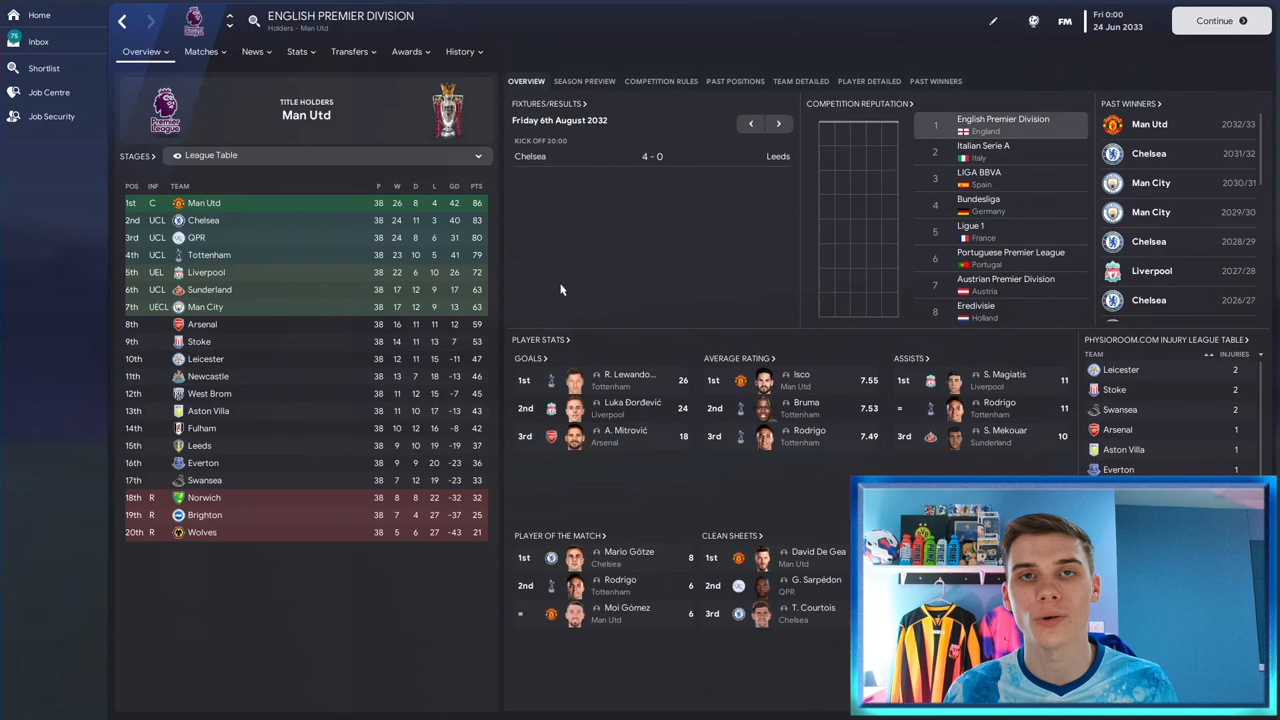 Home
75
Inbox
Shortlist
Job Centre
Job Security
ENGLISH PREMIER DIVISION
Holders - Man Utd
FM
Fri 0:00
24 Jun 2033
Continue
Overview
Matches
News
Stats
Transfers
Awards
History
TITLE HOLDERS
Man Utd
STAGES
League Table
POS INF TEAM P W D L GD PTS
1st C Man Utd 38 26 8 4 42 86
2nd UCL Chelsea 38 24 11 3 40 83
3rd UCL QPR 38 24 8 6 31 80
4th UCL Tottenham 38 23 10 5 41 79
5th UEL Liverpool 38 22 6 10 26 72
6th UEL Sunderland 38 17 12 9 17 63
7th UECL Man City 38 17 12 9 13 63
8th Arsenal 38 16 11 11 12 59
9th Stoke 38 14 11 13 7 53
10th Leicester 38 12 11 15 -11 47
11th Newcastle 38 13 7 18 -13 46
12th West Brom 38 11 12 15 -7 45
13th Aston Villa 38 11 10 17 -13 43
14th Fulham 38 10 12 16 -8 42
15th Leeds 38 9 10 19 -19 37
16th Everton 38 9 9 20 -23 36
17th Swansea 38 7 12 19 -23 33
18th R Norwich 38 8 8 22 -32 32
19th R Brighton 38 7 4 27 -37 25
20th R Wolves 38 5 6 27 -43 21
OVERVIEW
SEASON PREVIEW
COMPETITION RULES
PAST POSITIONS
TEAM DETAILED
PLAYER DETAILED
PAST WINNERS
FIXTURES/RESULTS
Friday 6th August 2032
KICK OFF 20:00
Chelsea 4 - 0 Leeds
COMPETITION REPUTATION
1 English Premier Division
England
2 Italian Serie A
Italy
3 LIGA BBVA
Spain
4 Bundesliga
Germany
5 Ligue 1
France
6 Portuguese Premier League
Portugal
7 Austrian Premier Division
Austria
8 Eredivisie
Holland
PAST WINNERS
Man Utd 2032/33
Chelsea 2031/32
Man City 2030/31
Man City 2029/30
Chelsea 2028/29
Liverpool 2027/28
Chelsea 2026/27
PLAYER STATS
GOALS
1st R. Lewando... 26
Tottenham
2nd Luka Đorđević 24
Liverpool
3rd A. Mitrović 18
Arsenal
AVERAGE RATING
1st Isco 7.55
Man Utd
2nd Bruma 7.53
Tottenham
3rd Rodrigo 7.49
Tottenham
ASSISTS
1st S. Magiatis 11
Liverpool
= Rodrigo 11
Tottenham
3rd S. Mekouar 10
Sunderland
PHYSIOROOM.COM INJURY LEAGUE TABLE
TEAM INJURIES
Leicester 2
Stoke 2
Swansea 2
Arsenal 1
Aston Villa 1
Everton 1
PLAYER OF THE MATCH
1st Mario Götze 8
Chelsea
2nd Rodrigo 6
Tottenham
= Moi Gómez 6
Man Utd
CLEAN SHEETS
1st David De Gea
Man Utd
2nd G. Sarpédon
QPR
3rd T. Courtois
Chelsea